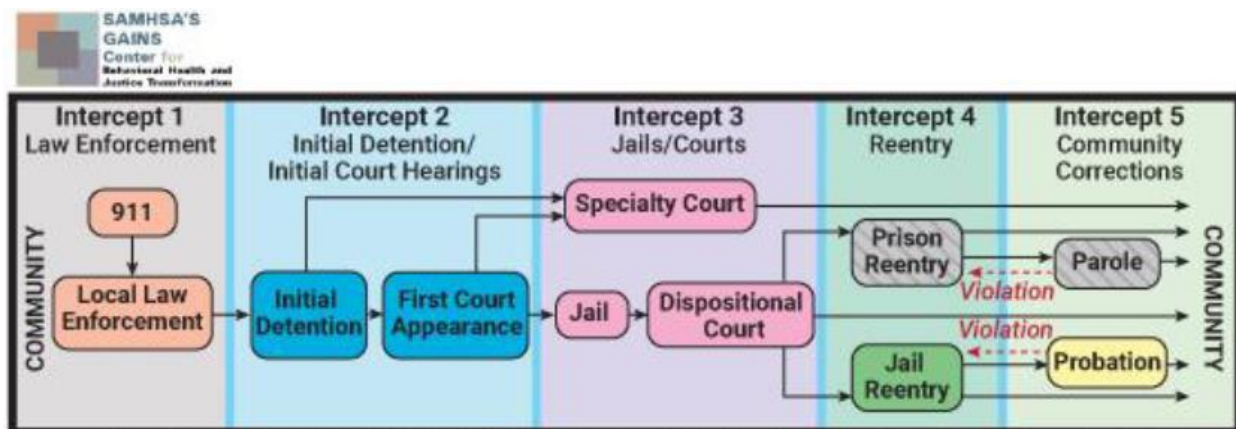 SAMHSA'S
GAINS
Center for
Behavioral Health and
Justice Transformation
Intercept 1
Law Enforcement
Intercept 2
Initial Detention/
Initial Court Hearings
Intercept 3
Jails/Courts
Intercept 4
Reentry
Intercept 5
Community
Corrections
COMMUNITY
911
Local Law
Enforcement
Initial
Detention
First Court
Appearance
Specialty Court
Jail
Dispositional
Court
Prison
Reentry
Violation
Parole
Violation
Jail
Reentry
Probation
COMMUNITY